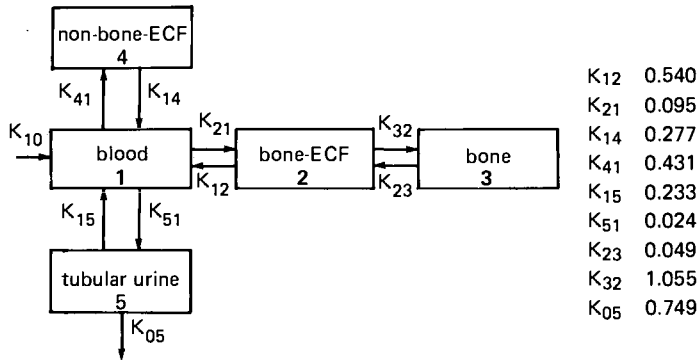 non-bone-ECF
4
K41
K14
K10
blood
1
K21
K12
bone-ECF
2
K32
K23
bone
3
K15
K51
tubular urine
5
K05
K12 0.540
K21 0.095
K14 0.277
K41 0.431
K15 0.233
K51 0.024
K23 0.049
K32 1.055
K05 0.749